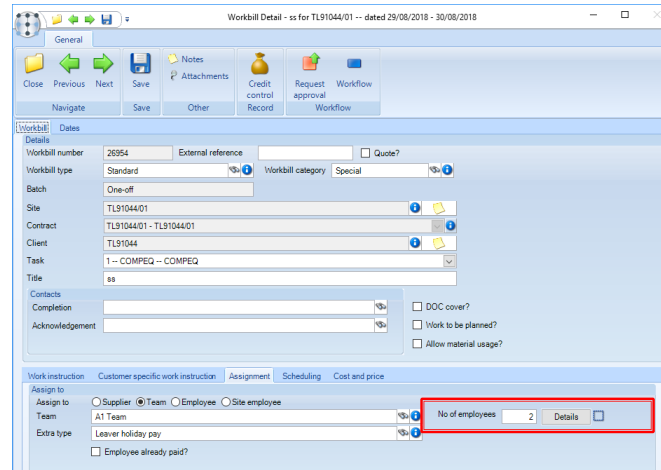 Workbill Detail - ss for TL91044/01 -- dated 29/08/2018 - 30/08/2018
General
Close Previous Next Save Notes Attachments Credit control Request approval Workflow
Navigate Save Other Record Workflow
Workbill Dates
Details
Workbill number 26954 External reference Quote?
Workbill type Standard Workbill category Special
Batch One-off
Site TL91044/01
Contract TL91044/01 - TL91044/01
Client TL91044
Task 1 -- COMPEQ -- COMPEQ
Title ss
Contacts
Completion DOC cover?
Acknowledgement Work to be planned?
Allow material usage?
Work instruction Customer specific work instruction Assignment Scheduling Cost and price
Assign to
Assign to Supplier Team Employee Site employee No of employees 2 Details
Team A1 Team
Extra type Leaver holiday pay
Employee already paid?